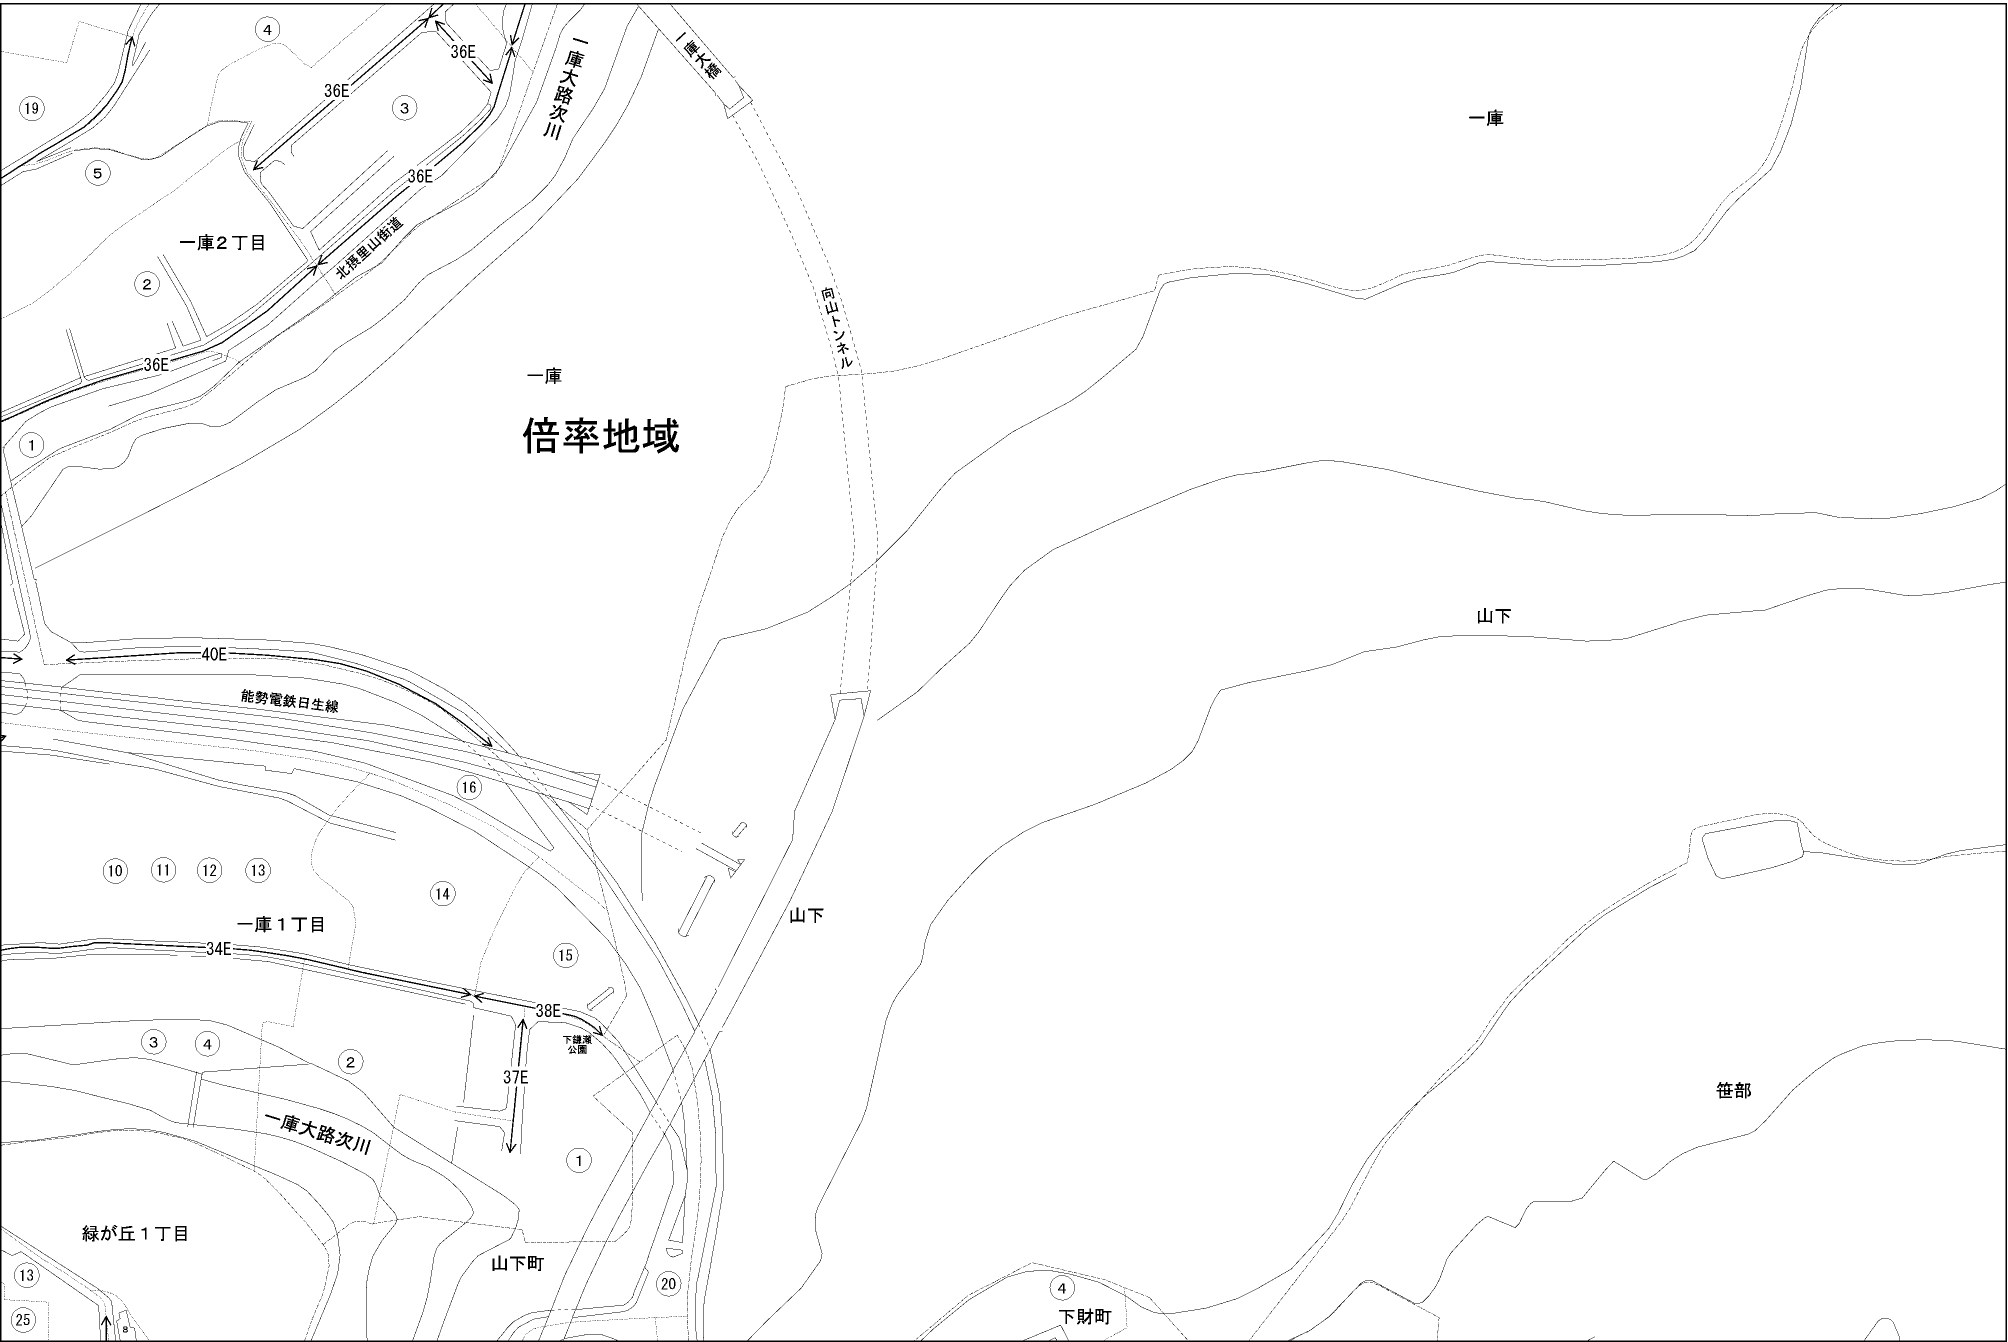 ④
36E
一庫大路次川
一庫大橋
36E
⑲
③
一庫
⑤
36E
一庫2丁目
北摂里山街道
②
向山トンネル
36E
一庫
倍率地域
①
山下
40E
能勢電鉄日生線
⑯
⑩
⑪
⑫
⑬
⑭
山下
一庫1丁目
34E
⑮
38E
③
④
下鎌瀬
公園
②
37E
笹部
一庫大路次川
①
緑が丘1丁目
山下町
⑬
⑳
④
下財町
㉕
8